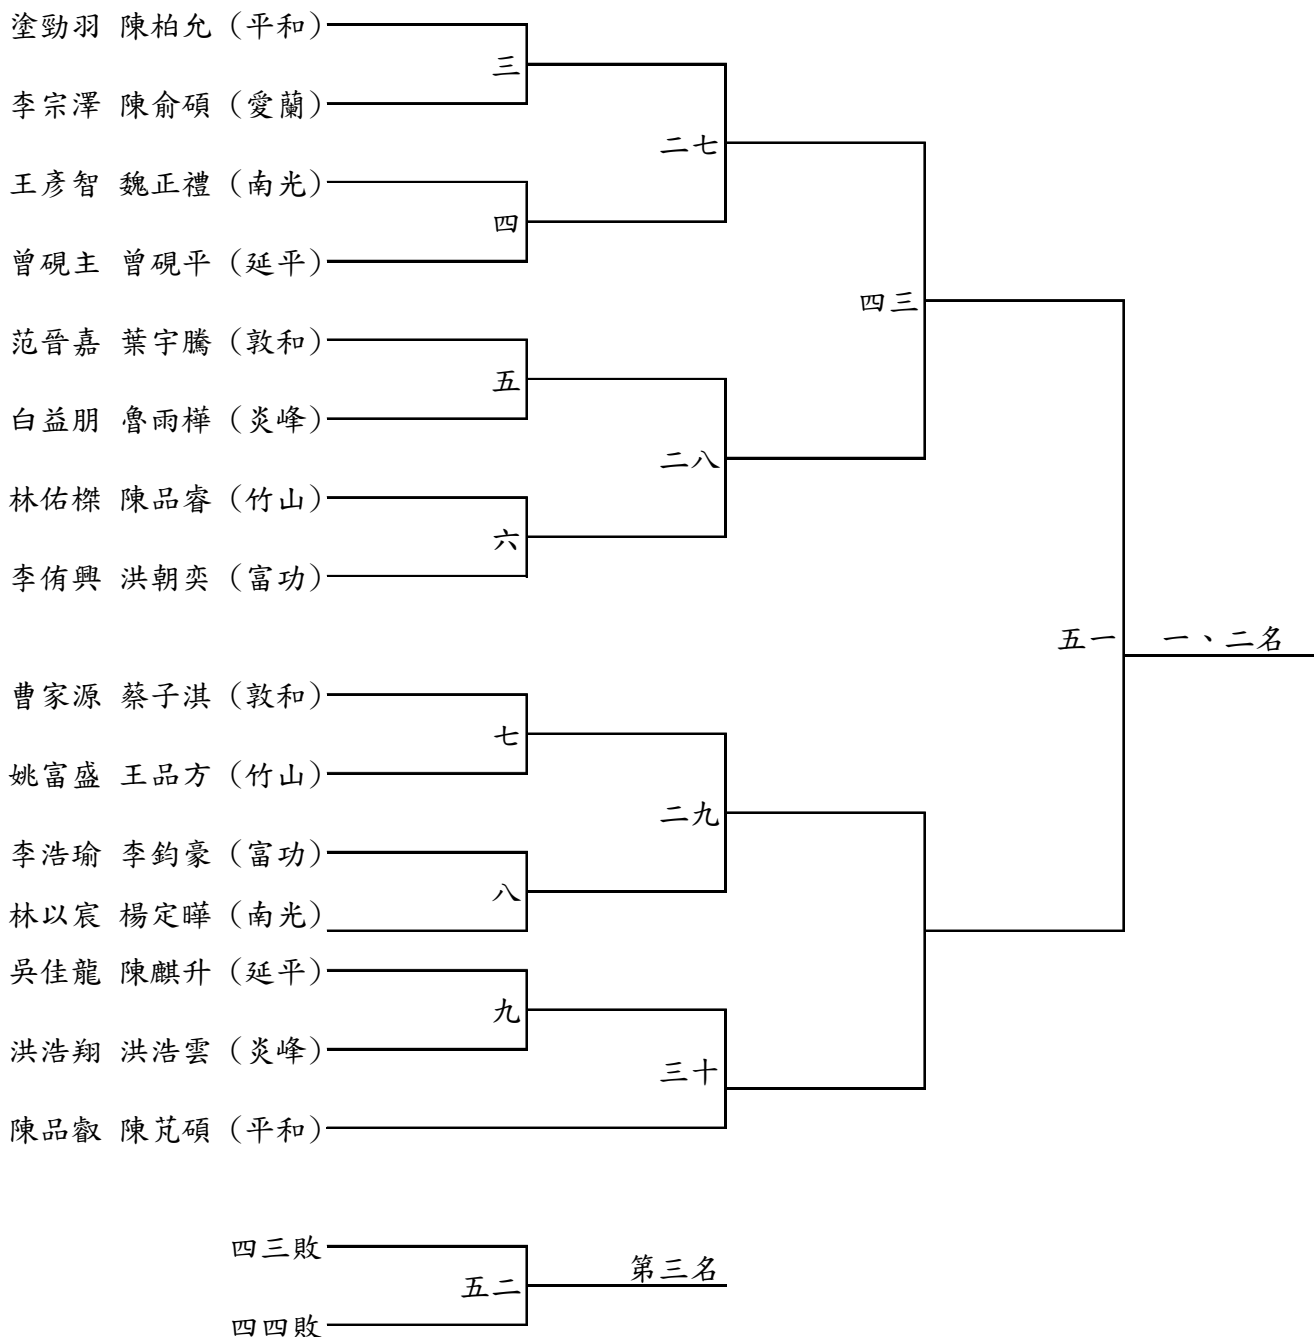 塗勁羽 陳柏允（平和）
三
李宗澤 陳俞碩（愛蘭）
二七
王彥智 魏正禮（南光）
四
曾硯主 曾硯平（延平）
四三
范晉嘉 葉宇騰（敦和）
五
白益朋 魯雨樺（炎峰）
二八
林佑榤 陳品睿（竹山）
六
李侑興 洪朝奕（富功）
五一
一、二名
曹家源 蔡子淇（敦和）
七
姚富盛 王品方（竹山）
二九
李浩瑜 李鈞豪（富功）
八
林以宸 楊定曄（南光）
吳佳龍 陳麒升（延平）
九
洪浩翔 洪浩雲（炎峰）
三十
陳品叡 陳芃碩（平和）
四三敗
五二
第三名
四四敗